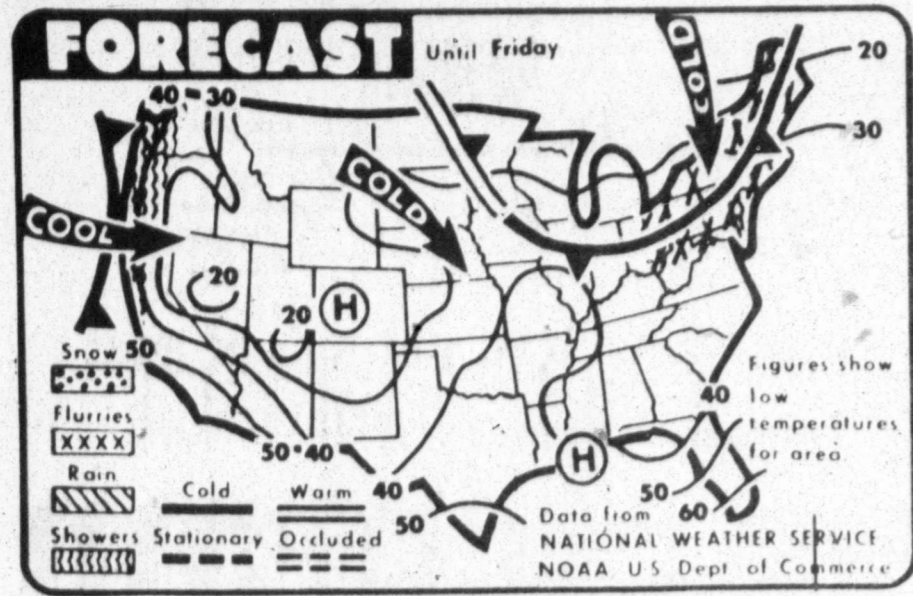 FORECAST Until Friday
COLD
20
30
40 30
COLD
COOL
20
20
H
50
Snow
Flurries
XXXX
Rain
Showers
Cold
Warm
Stationary
Occluded
50 40
40
50
H
40
50
60
Figures show
low
temperatures
for area.
Data from
NATIONAL WEATHER SERVICE,
NOAA, U.S. Dept. of Commerce